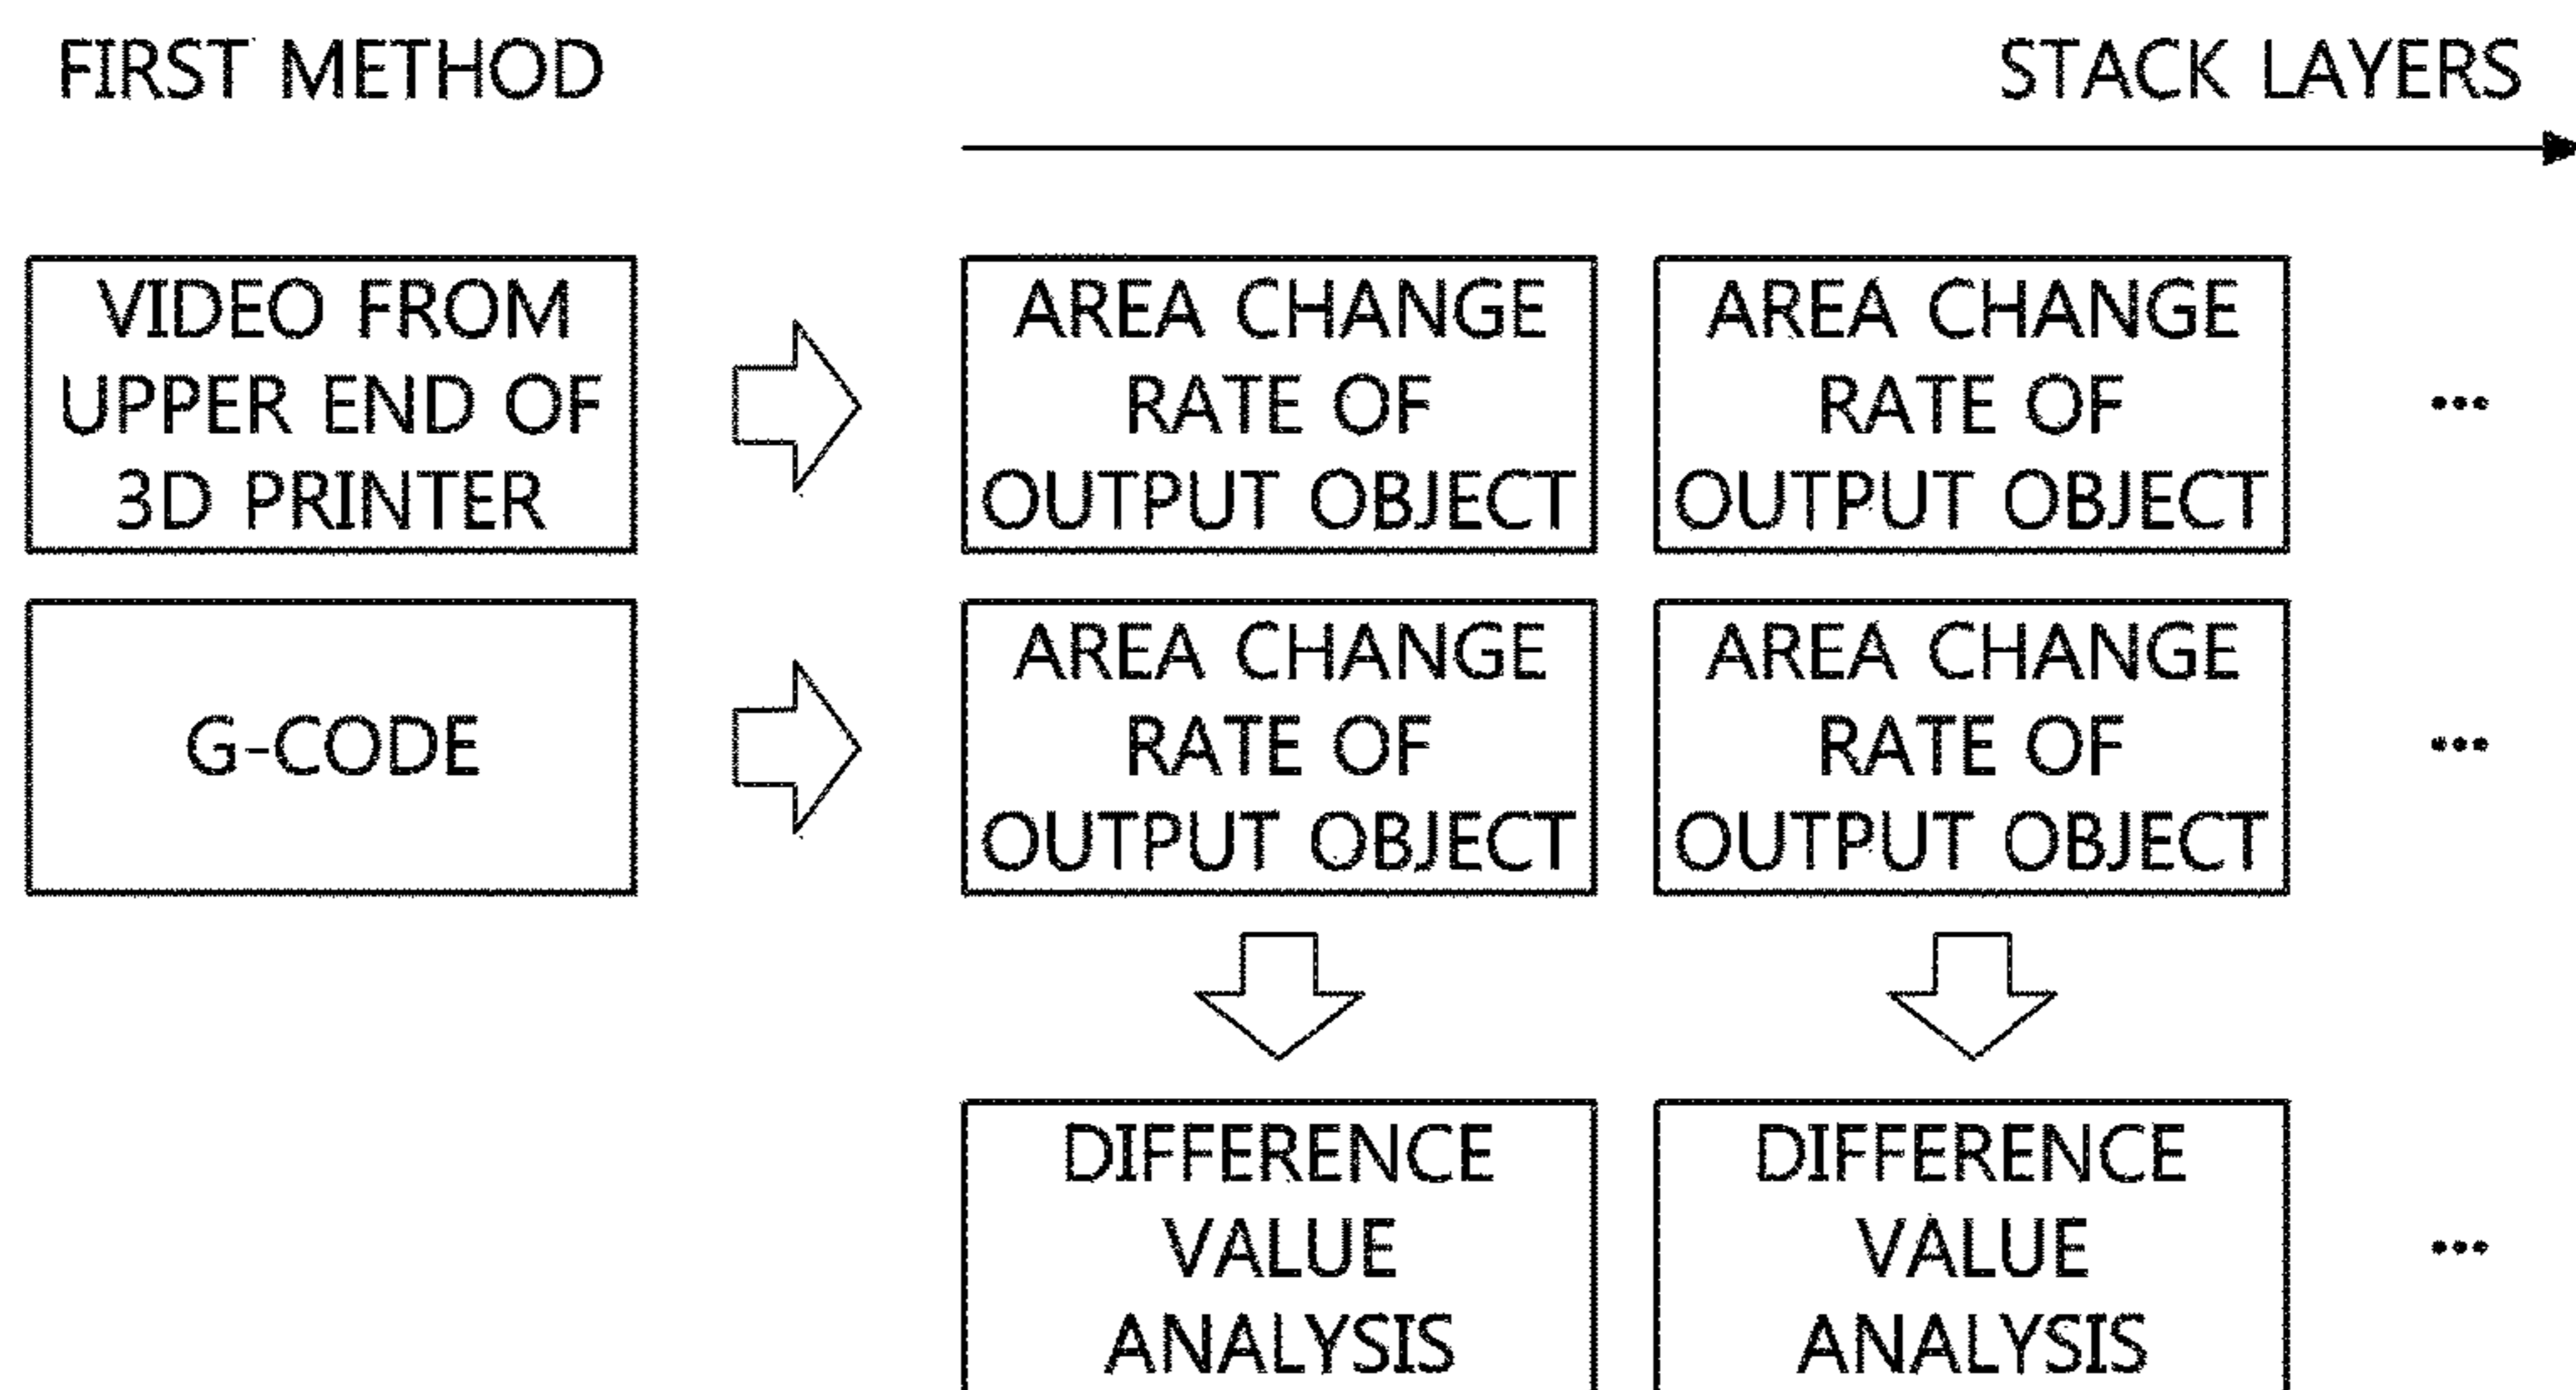 FIRST METHOD
STACK LAYERS
VIDEO FROM
UPPER END OF
3D PRINTER
AREA CHANGE
RATE OF
OUTPUT OBJECT
AREA CHANGE
RATE OF
OUTPUT OBJECT
...
G-CODE
AREA CHANGE
RATE OF
OUTPUT OBJECT
AREA CHANGE
RATE OF
OUTPUT OBJECT
...
DIFFERENCE
VALUE
ANALYSIS
DIFFERENCE
VALUE
ANALYSIS
...